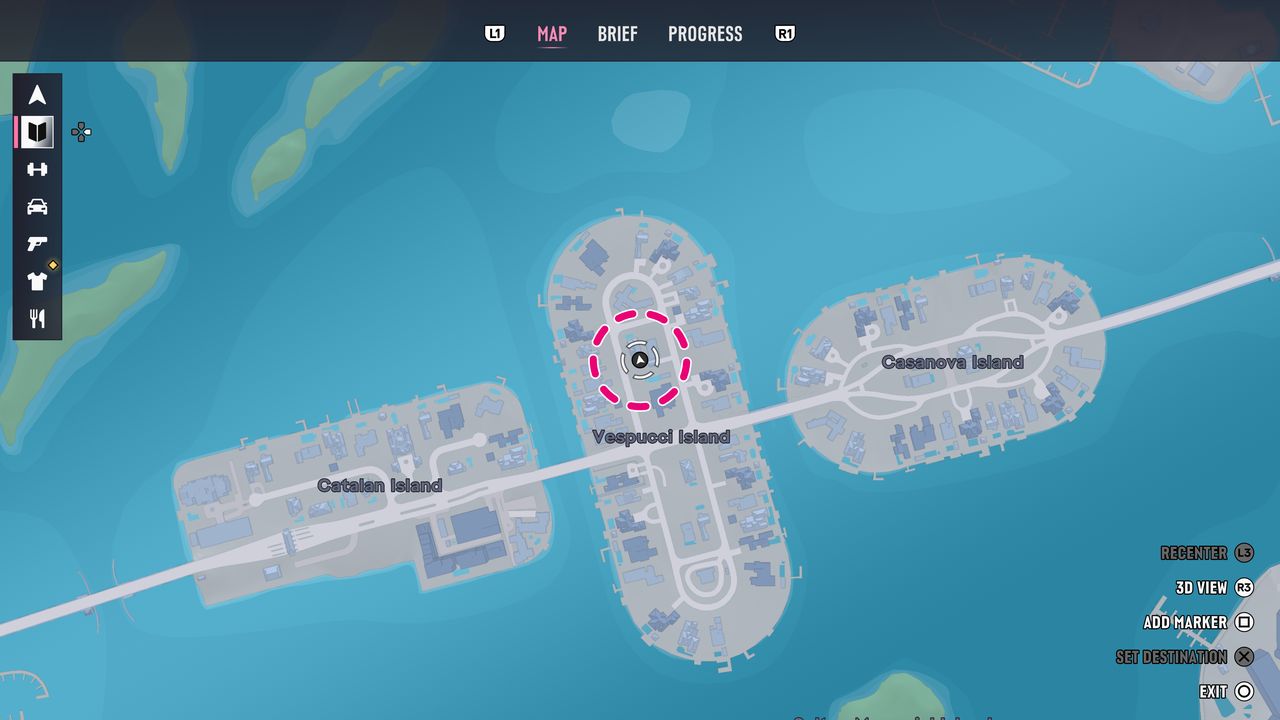 L1 MAP BRIEF PROGRESS R1
Casanova Island
Vespucci Island
Catalan Island
RECENTER L3
3D VIEW R3
ADD MARKER
SET DESTINATION
EXIT